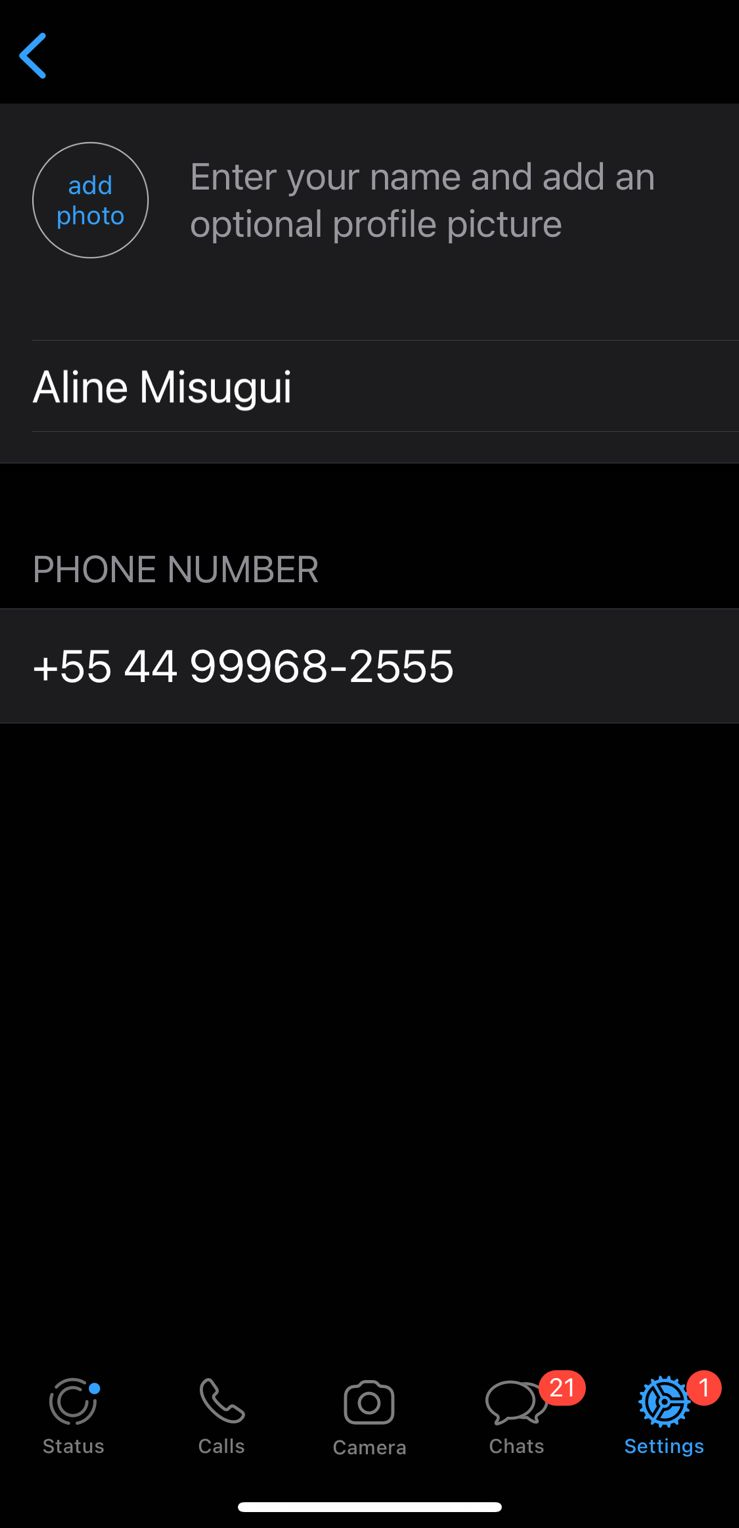 add
photo
Enter your name and add an
optional profile picture
Aline Misugui
PHONE NUMBER
+55 44 99968-2555
21
1
Status
Calls
Camera
Chats
Settings